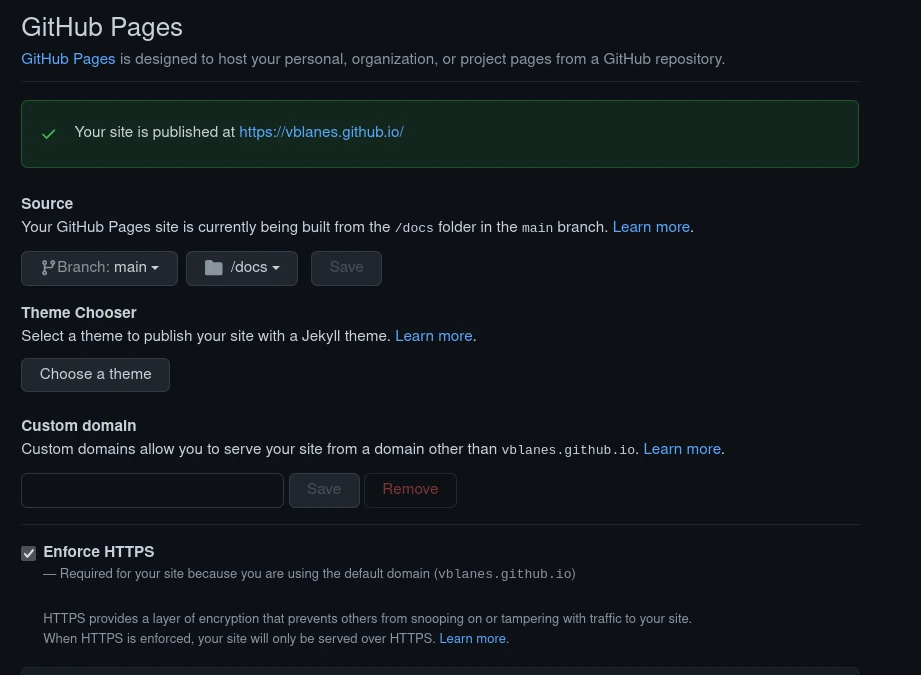 GitHub Pages
GitHub Pages is designed to host your personal, organization, or project pages from a GitHub repository.
Your site is published at https://vblanes.github.io/
Source
Your GitHub Pages site is currently being built from the /docs folder in the main branch. Learn more.
Branch: main /docs Save
Theme Chooser
Select a theme to publish your site with a Jekyll theme. Learn more.
Choose a theme
Custom domain
Custom domains allow you to serve your site from a domain other than vblanes.github.io. Learn more.
Save Remove
Enforce HTTPS
— Required for your site because you are using the default domain (vblanes.github.io)
HTTPS provides a layer of encryption that prevents others from snooping on or tampering with traffic to your site.
When HTTPS is enforced, your site will only be served over HTTPS. Learn more.